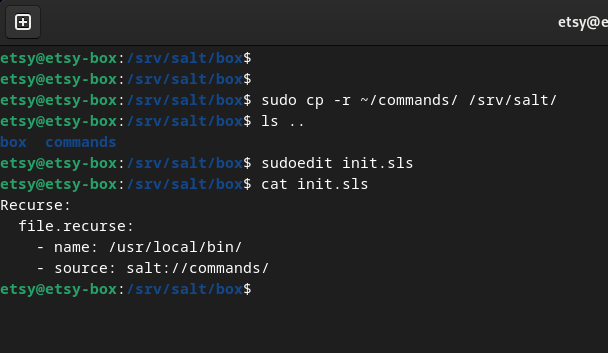 etsy@e
etsy@etsy-box:/srv/salt/box$
etsy@etsy-box:/srv/salt/box$
etsy@etsy-box:/srv/salt/box$ sudo cp -r ~/commands/ /srv/salt/
etsy@etsy-box:/srv/salt/box$ ls ..
box  commands
etsy@etsy-box:/srv/salt/box$ sudoedit init.sls
etsy@etsy-box:/srv/salt/box$ cat init.sls
Recurse:
  file.recurse:
    - name: /usr/local/bin/
    - source: salt://commands/
etsy@etsy-box:/srv/salt/box$